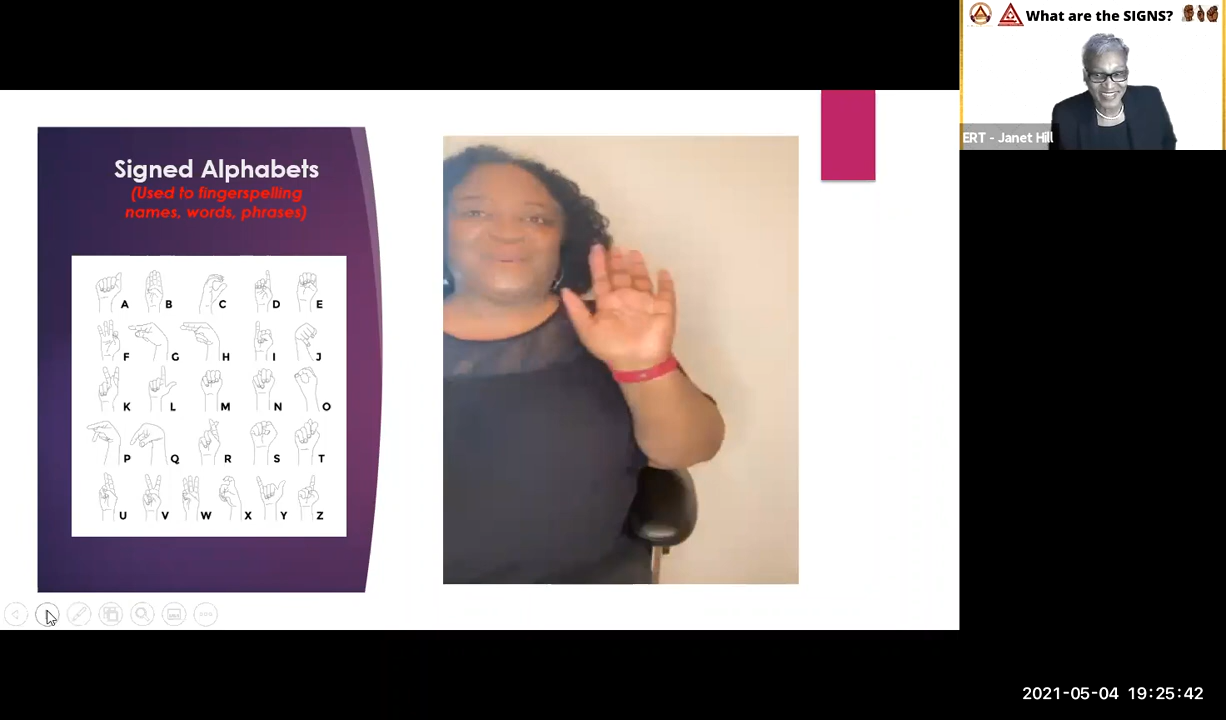 What are the SIGNS?
ERT - Janet Hill
Signed Alphabets
(Used to fingerspelling
names, words, phrases)
A B C D E
F G H I J
K L M N O
P Q R S T
U V W X Y Z
2021-05-04 19:25:42